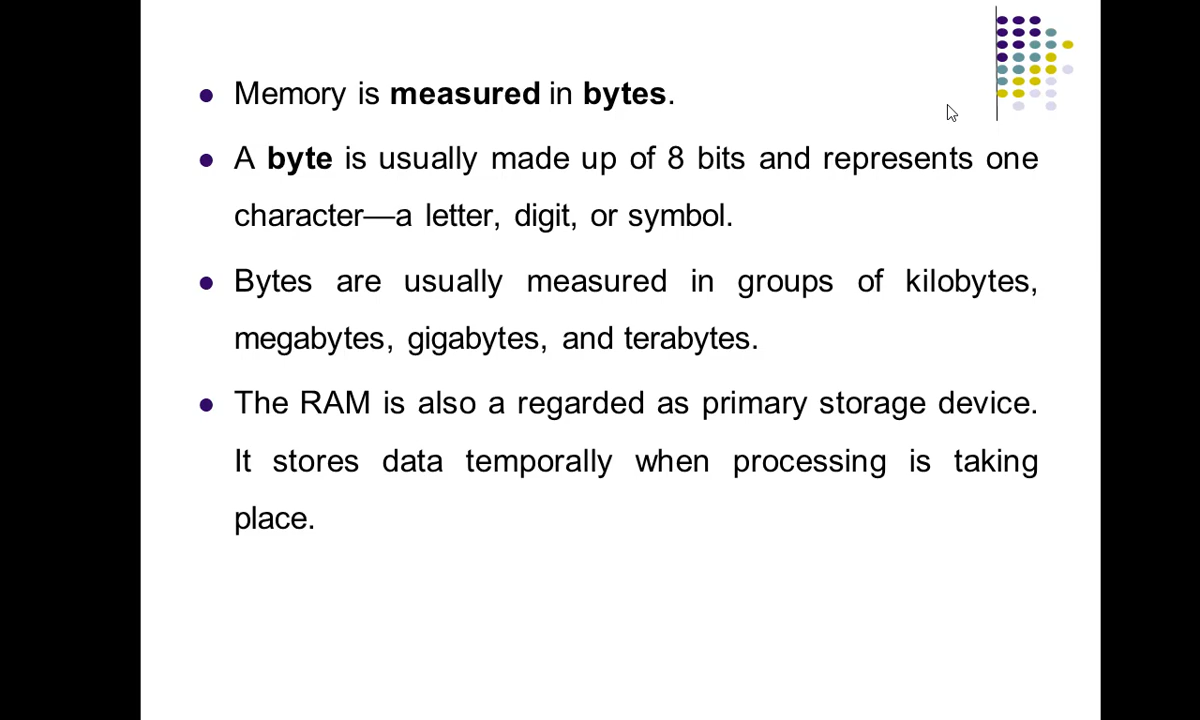 Memory is measured in bytes.
A byte is usually made up of 8 bits and represents one
character—a letter, digit, or symbol.
Bytes are usually measured in groups of kilobytes,
megabytes, gigabytes, and terabytes.
The RAM is also a regarded as primary storage device.
It stores data temporally when processing is taking
place.